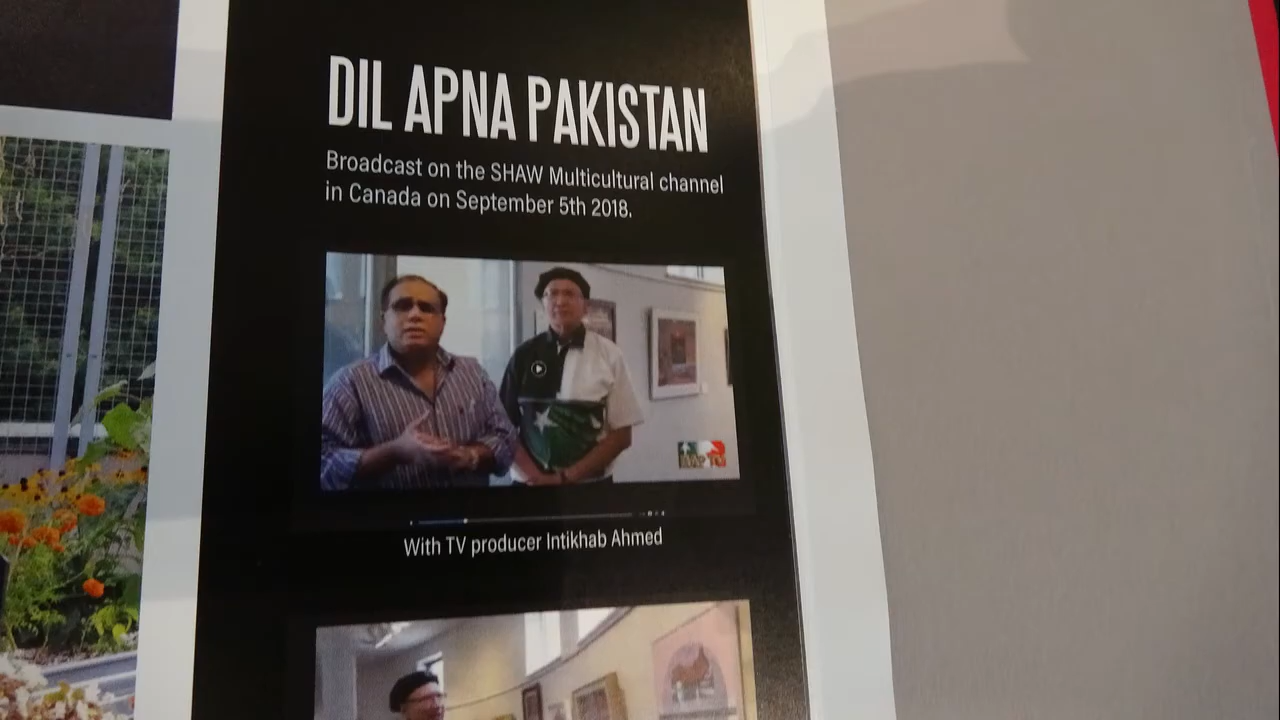 DIL APNA PAKISTAN
Broadcast on the SHAW Multicultural channel
in Canada on September 5th 2018.
With TV producer Intikhab Ahmed